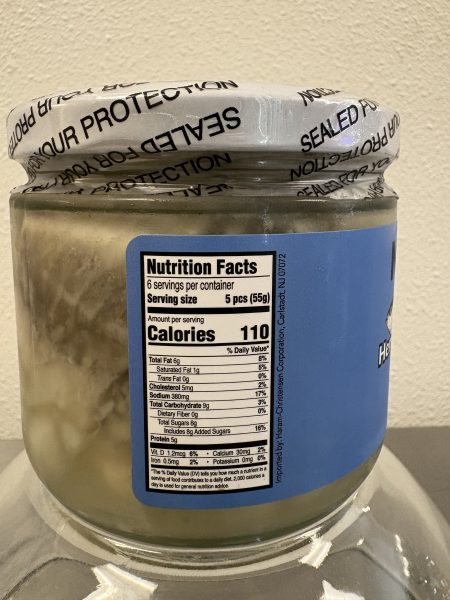 NOITC
FOR YOUR PROTECTION
SEALED FOR
SEALED FOR YOUR PROTECTION
Nutrition Facts
6 servings per container
Serving size 5 pcs (55g)
Amount per serving
Calories 110
% Daily Value*
Total Fat 6g 8%
Saturated Fat 1g 5%
Trans Fat 0g 0%
Cholesterol 5mg 2%
Sodium 380mg 17%
Total Carbohydrate 9g 3%
Dietary Fiber 0g 0%
Total Sugars 8g
Includes 8g Added Sugars 16%
Protein 5g
Vit. D 1.2mcg 6% • Calcium 30mg 2%
Iron 0.5mg 2% • Potassium 0mg 0%
*The % Daily Value (DV) tells you how much a nutrient in a
serving of food contributes to a daily diet. 2,000 calories a
day is used for general nutrition advice.
Imported by: Haram-Christensen Corporation, Carlstadt, NJ 07072
He